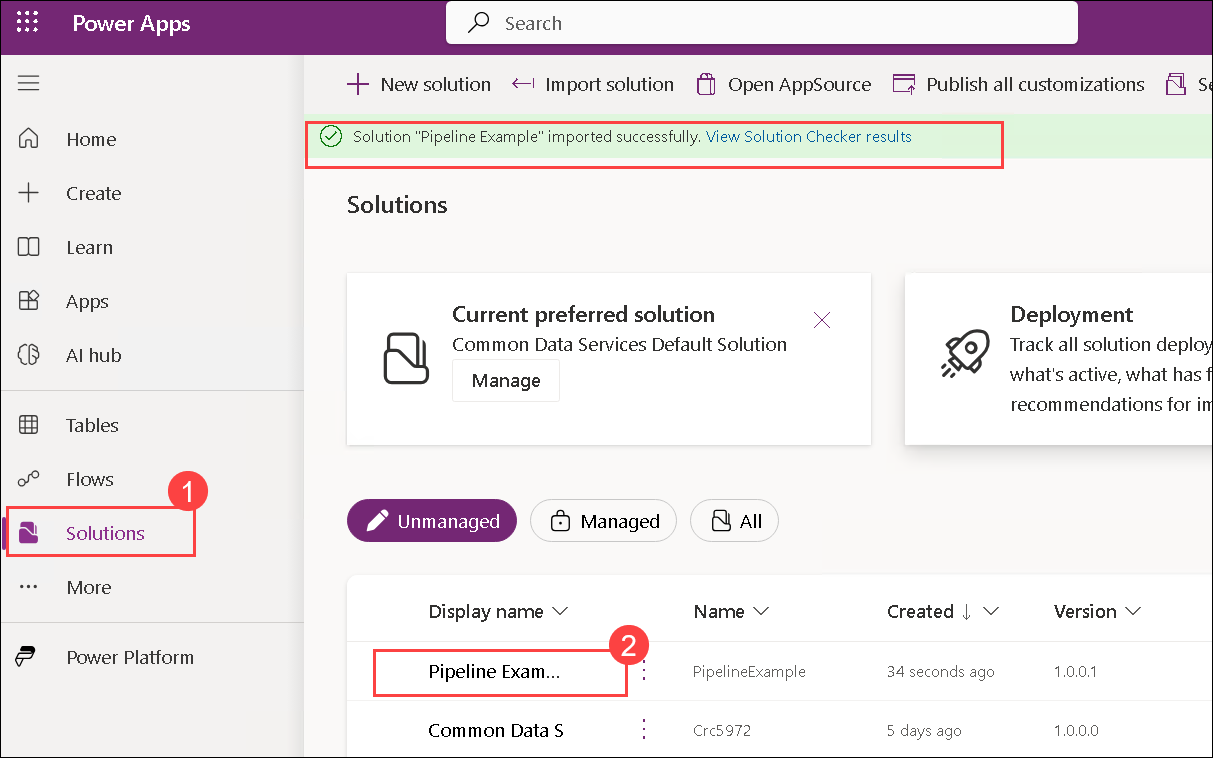 Power Apps
Search
New solution
Import solution
Open AppSource
Publish all customizations
Solution "Pipeline Example" imported successfully. View Solution Checker results
Home
Create
Learn
Apps
AI hub
Tables
Flows
1
Solutions
More
Power Platform
Solutions
Current preferred solution
Common Data Services Default Solution
Manage
Deployment
Track all solution deploy
what's active, what has f
recommendations for im
Unmanaged
Managed
All
Display name
Name
Created
Version
2
Pipeline Exam...
PipelineExample
34 seconds ago
1.0.0.1
Common Data S
Crc5972
5 days ago
1.0.0.0